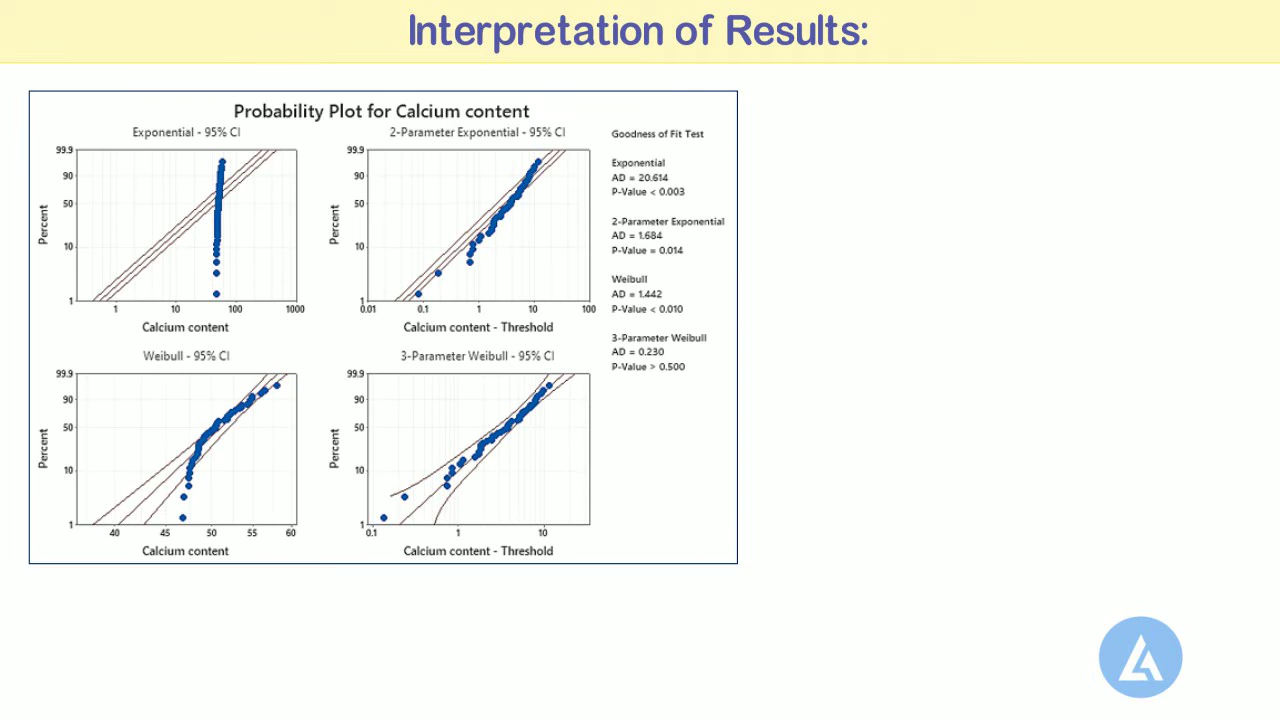 Interpretation of Results:
Probability Plot for Calcium content
Exponential - 95% CI
99.9
90
50
10
1
Percent
1 10 100 1000
Calcium content
2-Parameter Exponential - 95% CI
99.9
90
50
10
1
Percent
0.01 0.1 1 10 100
Calcium content - Threshold
Weibull - 95% CI
99.9
90
50
10
1
Percent
40 45 50 55 60
Calcium content
3-Parameter Weibull - 95% CI
99.9
90
50
10
1
Percent
0.1 1 10
Calcium content - Threshold
Goodness of Fit Test
Exponential
AD = 20.614
P-Value < 0.003
2-Parameter Exponential
AD = 1.684
P-Value = 0.014
Weibull
AD = 1.442
P-Value < 0.010
3-Parameter Weibull
AD = 0.230
P-Value > 0.500